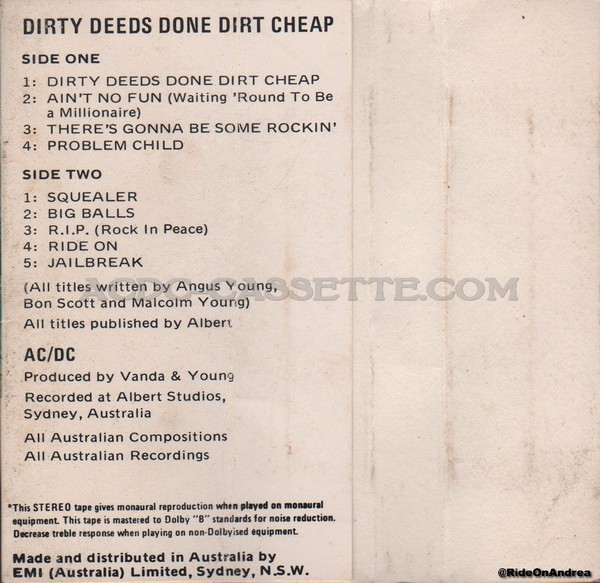 DIRTY DEEDS DONE DIRT CHEAP
SIDE ONE
1: DIRTY DEEDS DONE DIRT CHEAP
2: AIN'T NO FUN (Waiting 'Round To Be
a Millionaire)
3: THERE'S GONNA BE SOME ROCKIN'
4: PROBLEM CHILD
SIDE TWO
1: SQUEALER
2: BIG BALLS
3: R.I.P. (Rock In Peace)
4: RIDE ON
5: JAILBREAK
ACDC-CASSETTE.COM
(All titles written by Angus Young,
Bon Scott and Malcolm Young)
All titles published by Albert
AC/DC
Produced by Vanda & Young
Recorded at Albert Studios,
Sydney, Australia
All Australian Compositions
All Australian Recordings
*This STEREO tape gives monaural reproduction when played on monaural
equipment. This tape is mastered to Dolby "B" standards for noise reduction.
Decrease treble response when playing on non-Dolbyised equipment.
Made and distributed in Australia by
EMI (Australia) Limited, Sydney, N.S.W.
@RideOnAndrea